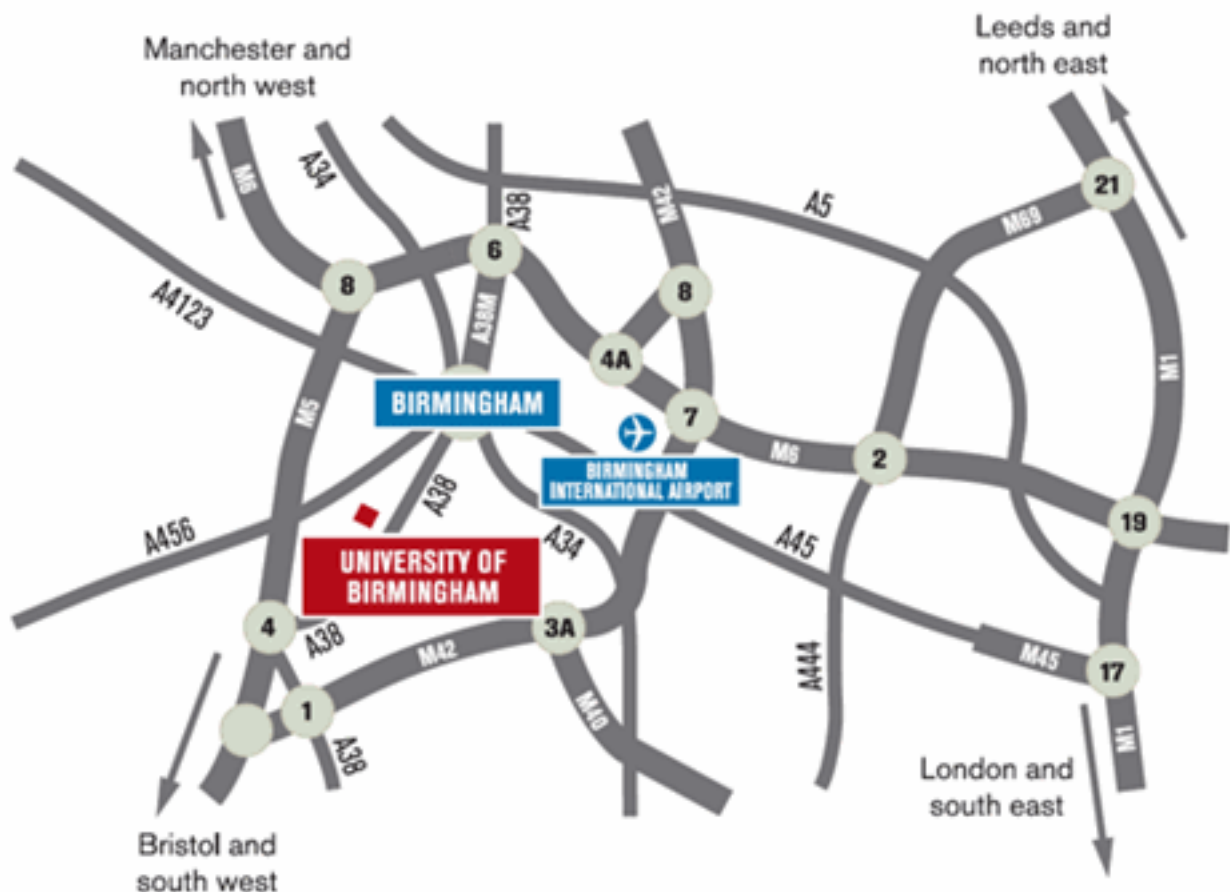 Manchester and
north west
Leeds and
north east
M6
A34
A38
M42
A5
M69
21
6
8
8
A4123
A38M
4A
M1
BIRMINGHAM
7
M5
M6
2
BIRMINGHAM
INTERNATIONAL AIRPORT
A38
19
A456
A34
A45
UNIVERSITY OF
BIRMINGHAM
4
A38
3A
M42
A444
M45
17
1
M40
A38
M1
London and
south east
Bristol and
south west